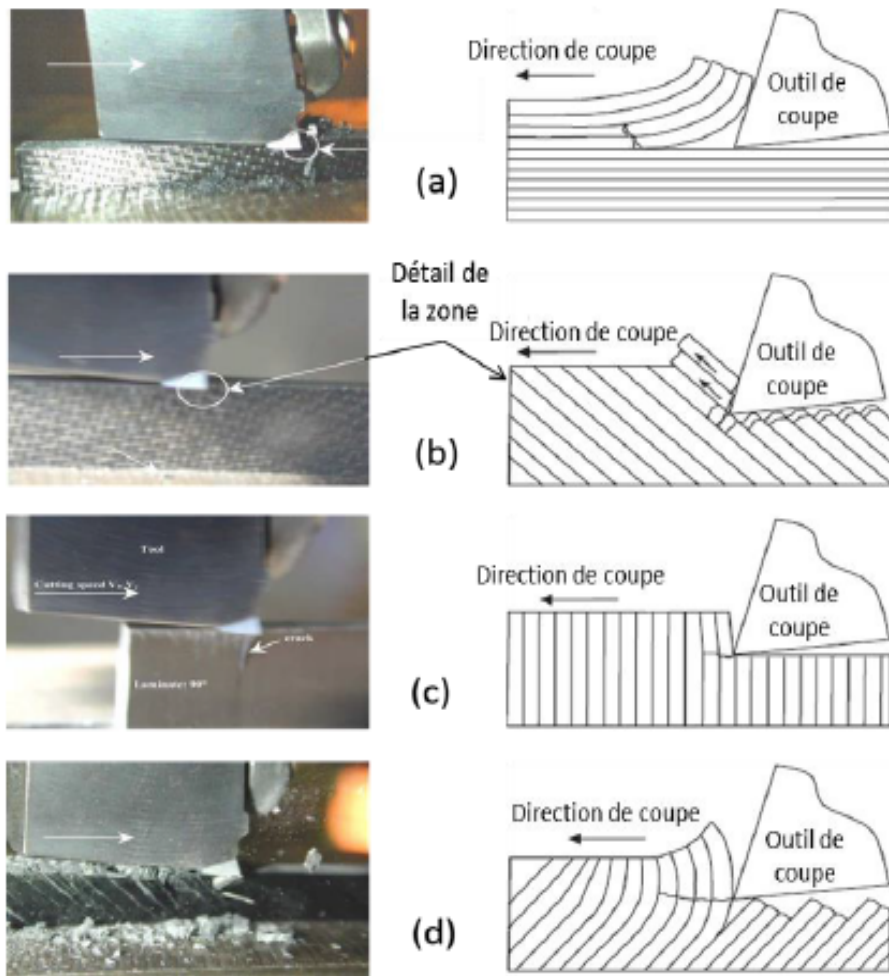 Direction de coupe
Outil de
coupe
(a)
Détail de
la zone
Direction de coupe
Outil de
coupe
(b)
Tool
Cutting speed
crack
Laminate: 90°
Direction de coupe
Outil de
coupe
(c)
Direction de coupe
Outil de
coupe
(d)